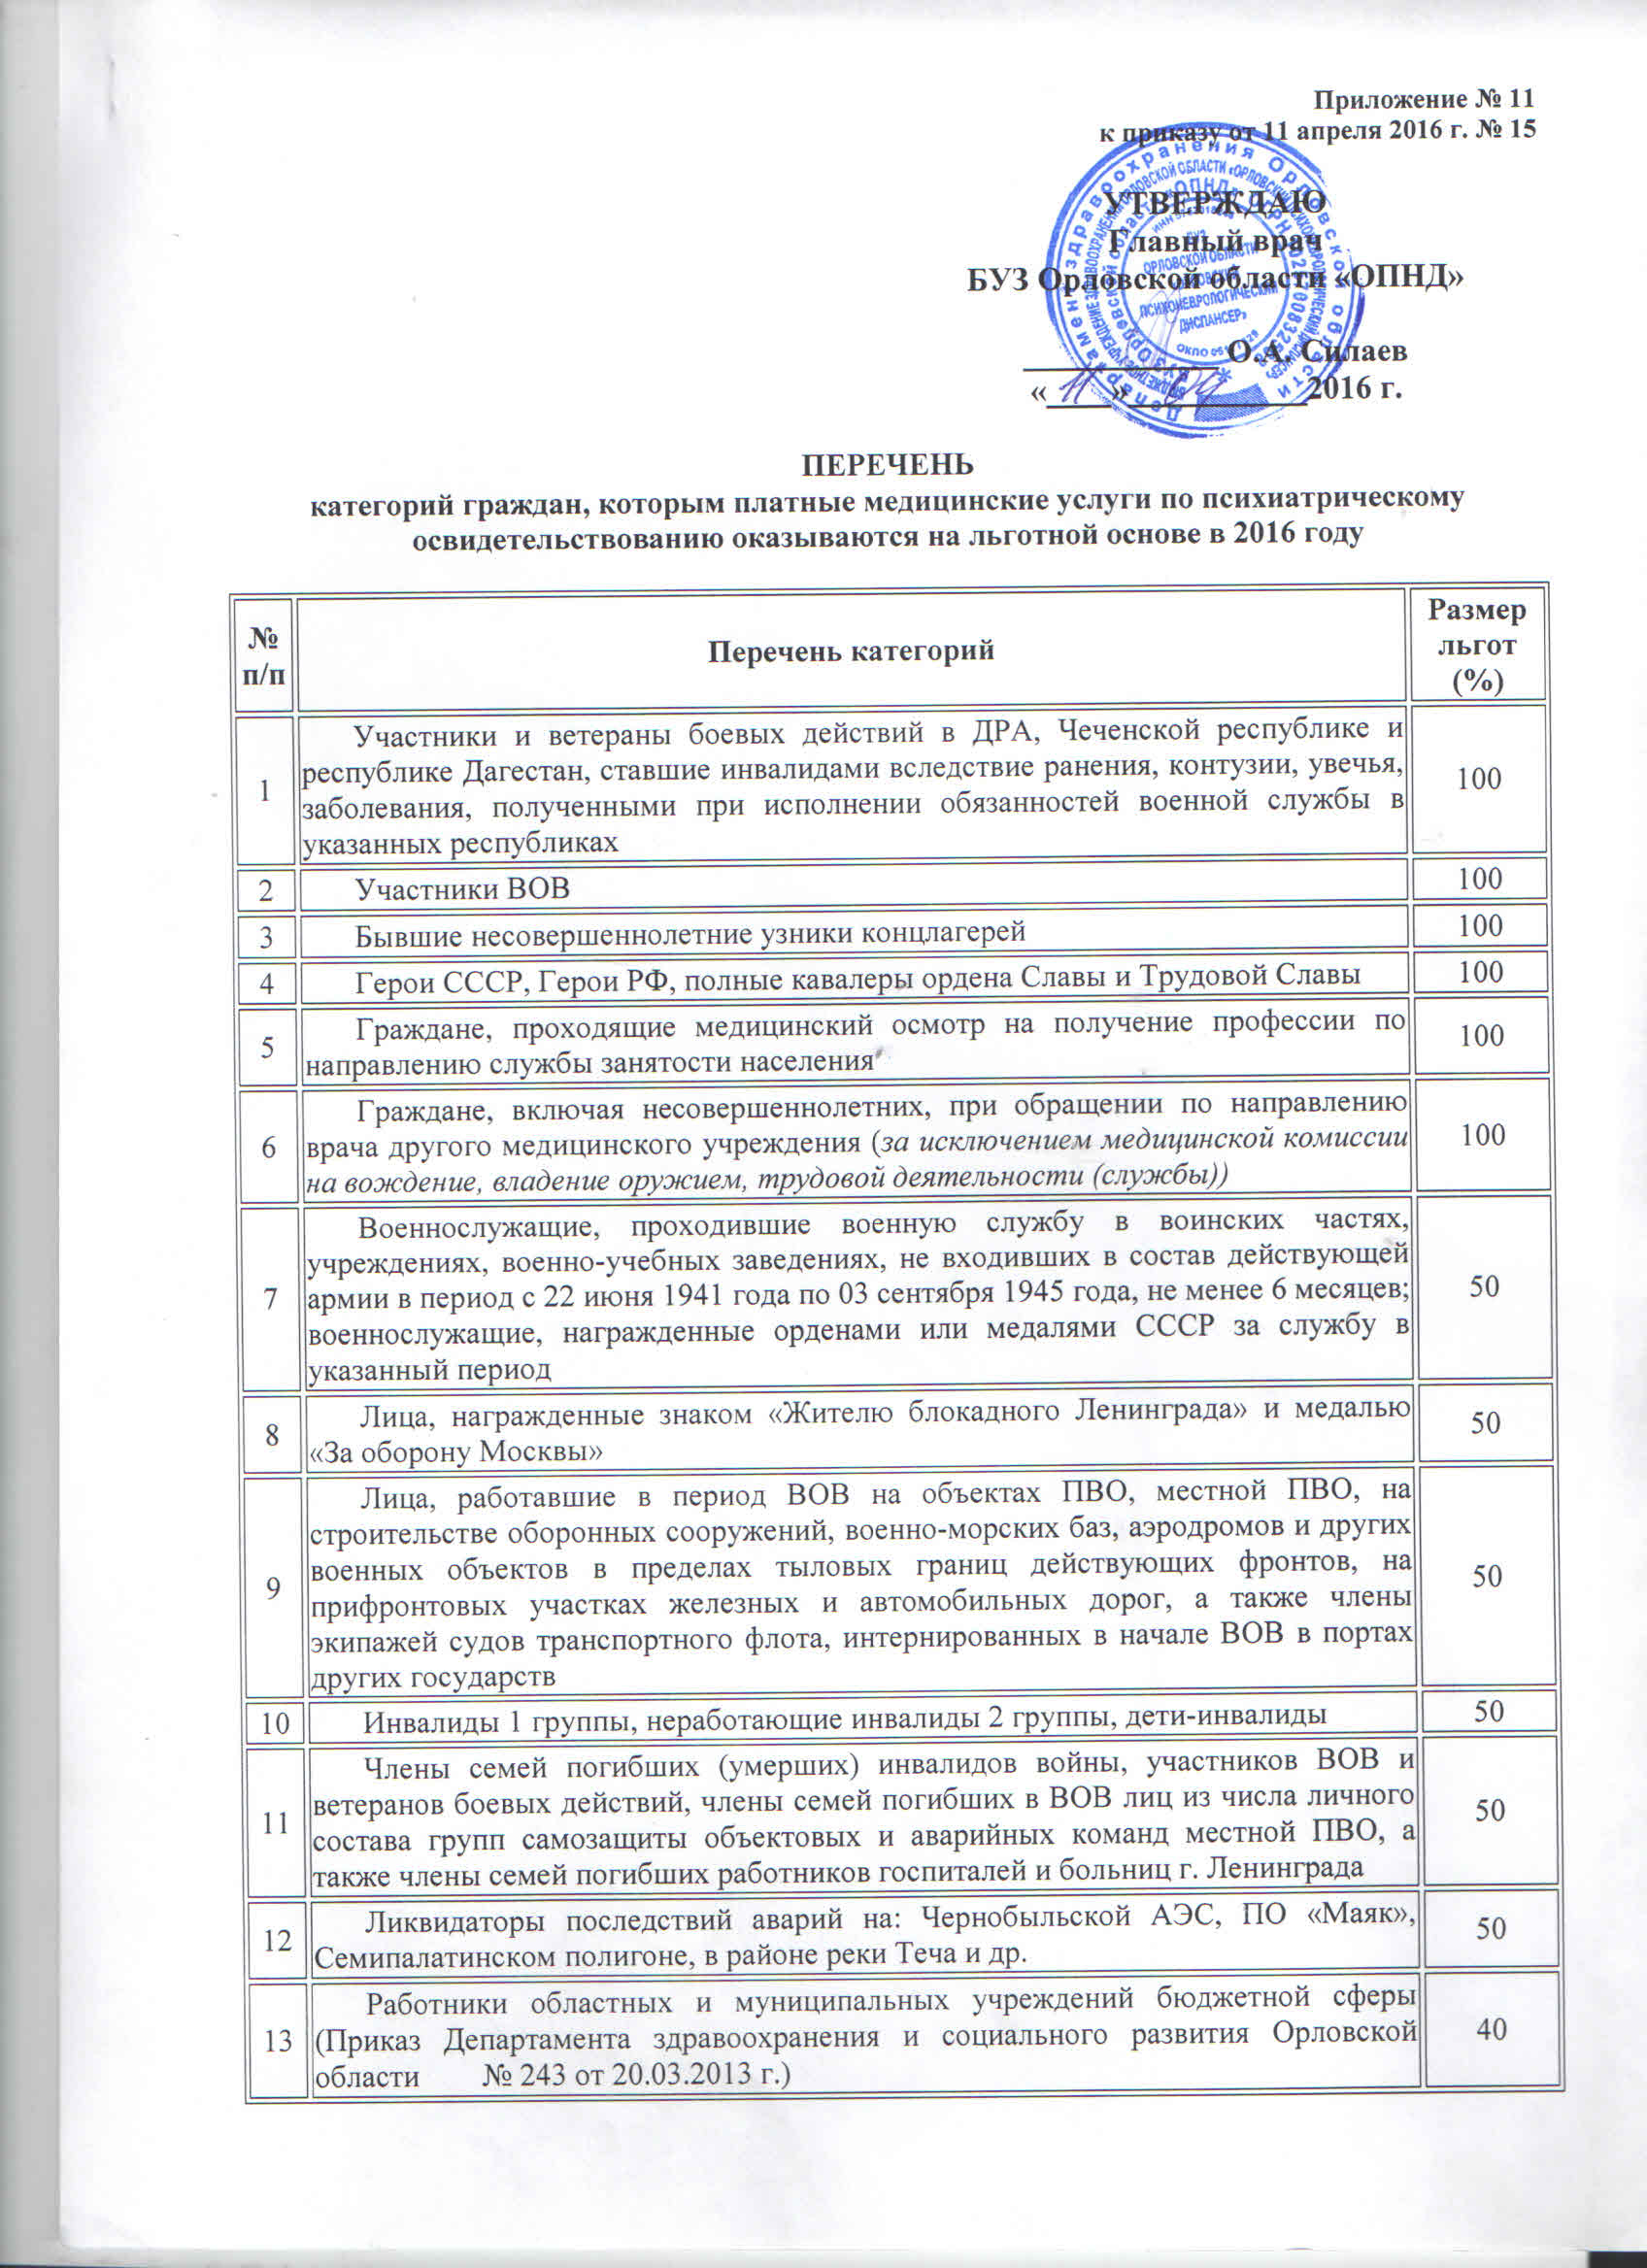 Приложение № 11
к приказу от 11 апреля 2016 г. № 15
УТВЕРЖДАЮ
Главный врач
БУЗ Орловской области «ОПНД»
О.А. Силаев
«11» 04 2016 г.
ПЕРЕЧЕНЬ
категорий граждан, которым платные медицинские услуги по психиатрическому
освидетельствованию оказываются на льготной основе в 2016 году
№ п/п
Перечень категорий
Размер льгот (%)
1
Участники и ветераны боевых действий в ДРА, Чеченской республике и
республике Дагестан, ставшие инвалидами вследствие ранения, контузии, увечья,
заболевания, полученными при исполнении обязанностей военной службы в
указанных республиках
100
2
Участники ВОВ
100
3
Бывшие несовершеннолетние узники концлагерей
100
4
Герои СССР, Герои РФ, полные кавалеры ордена Славы и Трудовой Славы
100
5
Граждане, проходящие медицинский осмотр на получение профессии по
направлению службы занятости населения
100
6
Граждане, включая несовершеннолетних, при обращении по направлению
врача другого медицинского учреждения (за исключением медицинской комиссии
на вождение, владение оружием, трудовой деятельности (службы))
100
7
Военнослужащие, проходившие военную службу в воинских частях,
учреждениях, военно-учебных заведениях, не входивших в состав действующей
армии в период с 22 июня 1941 года по 03 сентября 1945 года, не менее 6 месяцев;
военнослужащие, награжденные орденами или медалями СССР за службу в
указанный период
50
8
Лица, награжденные знаком «Жителю блокадного Ленинграда» и медалью
«За оборону Москвы»
50
9
Лица, работавшие в период ВОВ на объектах ПВО, местной ПВО, на
строительстве оборонных сооружений, военно-морских баз, аэродромов и других
военных объектов в пределах тыловых границ действующих фронтов, на
прифронтовых участках железных и автомобильных дорог, а также члены
экипажей судов транспортного флота, интернированных в начале ВОВ в портах
других государств
50
10
Инвалиды 1 группы, неработающие инвалиды 2 группы, дети-инвалиды
50
11
Члены семей погибших (умерших) инвалидов войны, участников ВОВ и
ветеранов боевых действий, члены семей погибших в ВОВ лиц из числа личного
состава групп самозащиты объектовых и аварийных команд местной ПВО, а
также члены семей погибших работников госпиталей и больниц г. Ленинграда
50
12
Ликвидаторы последствий аварий на: Чернобыльской АЭС, ПО «Маяк»,
Семипалатинском полигоне, в районе реки Теча и др.
50
13
Работники областных и муниципальных учреждений бюджетной сферы
(Приказ Департамента здравоохранения и социального развития Орловской
области № 243 от 20.03.2013 г.)
40